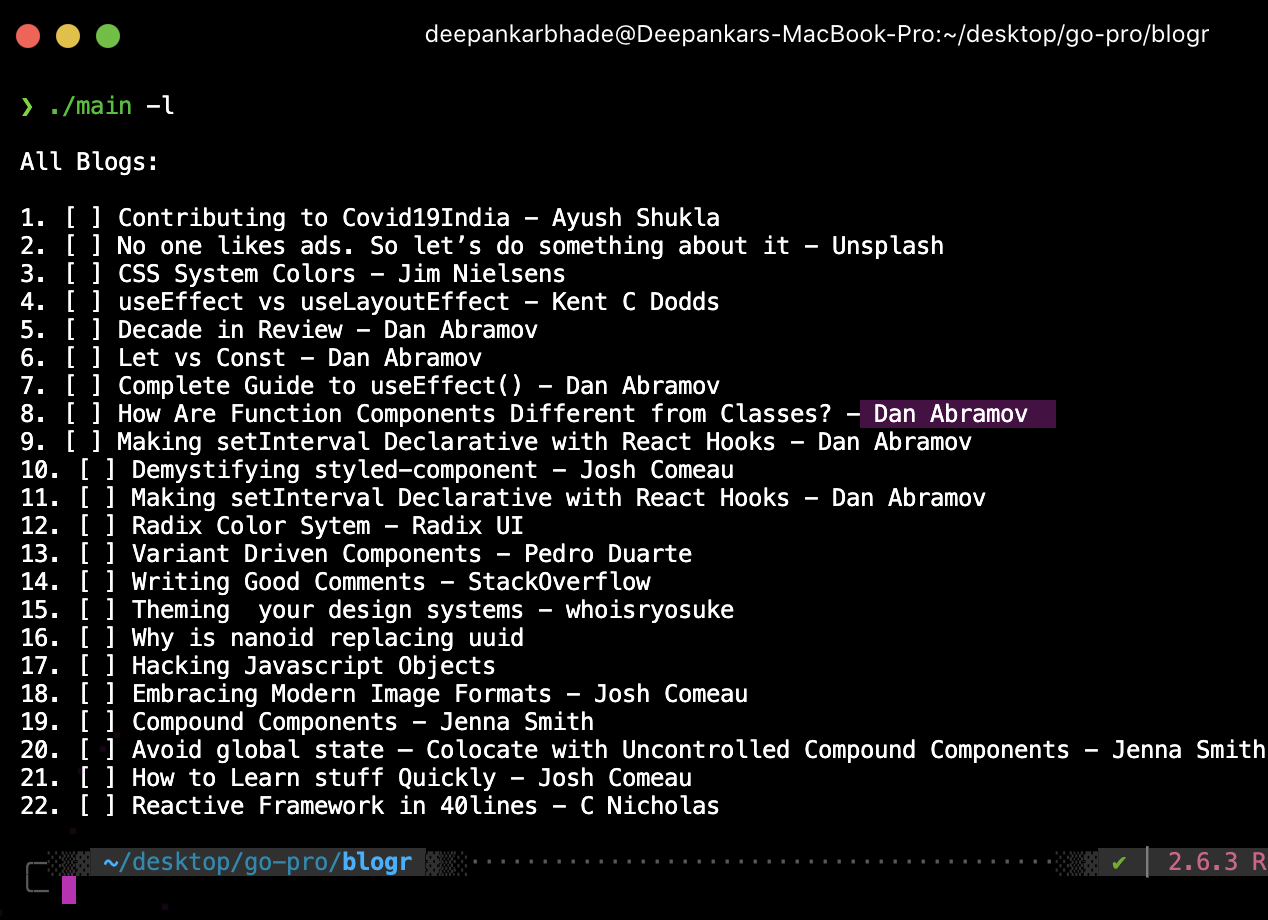 deepankarbhade@Deepankars-MacBook-Pro:~/desktop/go-pro/blogr
❯ ./main -l
All Blogs:
1. [ ] Contributing to Covid19India - Ayush Shukla
2. [ ] No one likes ads. So let’s do something about it - Unsplash
3. [ ] CSS System Colors - Jim Nielsens
4. [ ] useEffect vs useLayoutEffect - Kent C Dodds
5. [ ] Decade in Review - Dan Abramov
6. [ ] Let vs Const - Dan Abramov
7. [ ] Complete Guide to useEffect() - Dan Abramov
8. [ ] How Are Function Components Different from Classes? - Dan Abramov
9. [ ] Making setInterval Declarative with React Hooks - Dan Abramov
10. [ ] Demystifying styled-component - Josh Comeau
11. [ ] Making setInterval Declarative with React Hooks - Dan Abramov
12. [ ] Radix Color Sytem - Radix UI
13. [ ] Variant Driven Components - Pedro Duarte
14. [ ] Writing Good Comments - StackOverflow
15. [ ] Theming  your design systems - whoisryosuke
16. [ ] Why is nanoid replacing uuid
17. [ ] Hacking Javascript Objects
18. [ ] Embracing Modern Image Formats - Josh Comeau
19. [ ] Compound Components - Jenna Smith
20. [ ] Avoid global state – Colocate with Uncontrolled Compound Components - Jenna Smith
21. [ ] How to Learn stuff Quickly - Josh Comeau
22. [ ] Reactive Framework in 40lines - C Nicholas
~/desktop/go-pro/blogr ✔ 2.6.3 R